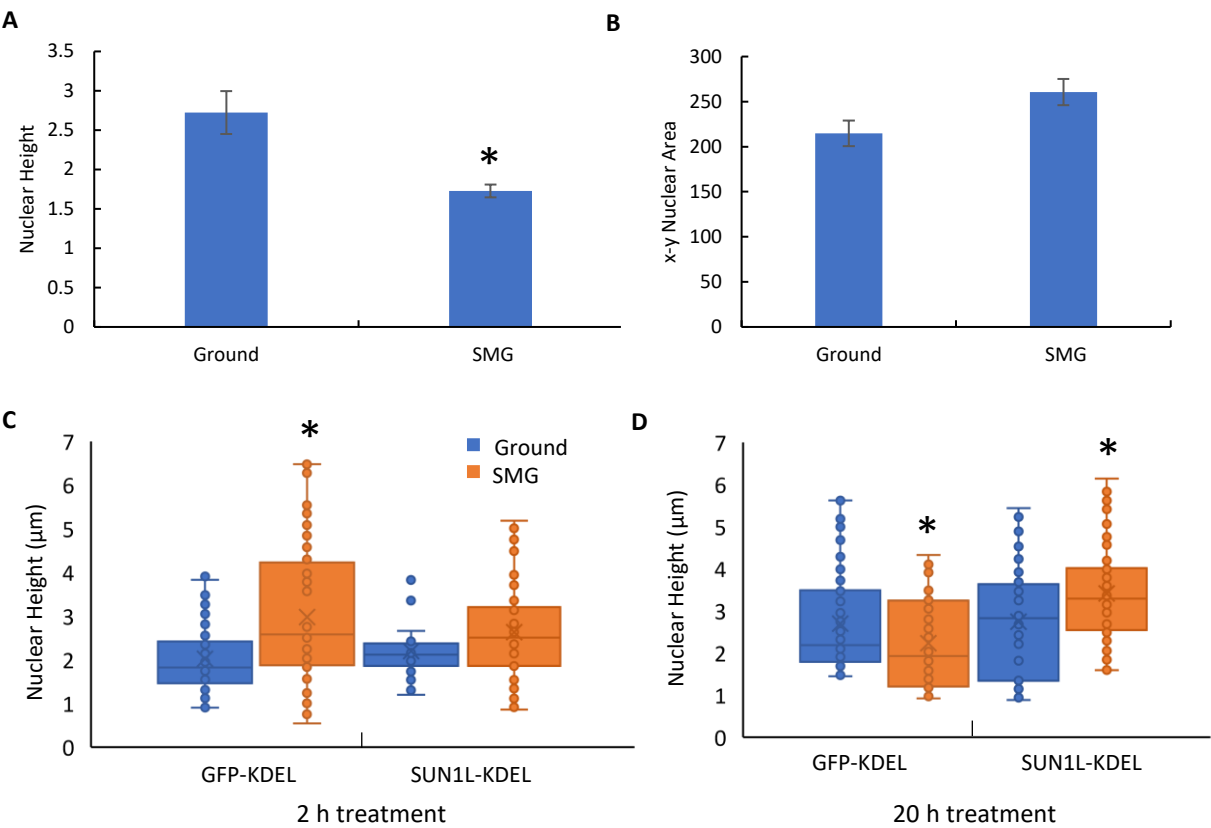 A
3.5
3
2.5
2
1.5
1
0.5
0
Nuclear Height
*
Ground
SMG
B
300
250
200
150
100
50
0
x-y Nuclear Area
Ground
SMG
C
7
6
5
4
3
2
1
0
Nuclear Height (µm)
*
Ground
SMG
GFP-KDEL
SUN1L-KDEL
2 h treatment
D
7
6
5
4
3
2
1
0
Nuclear Height (µm)
*
*
GFP-KDEL
SUN1L-KDEL
20 h treatment